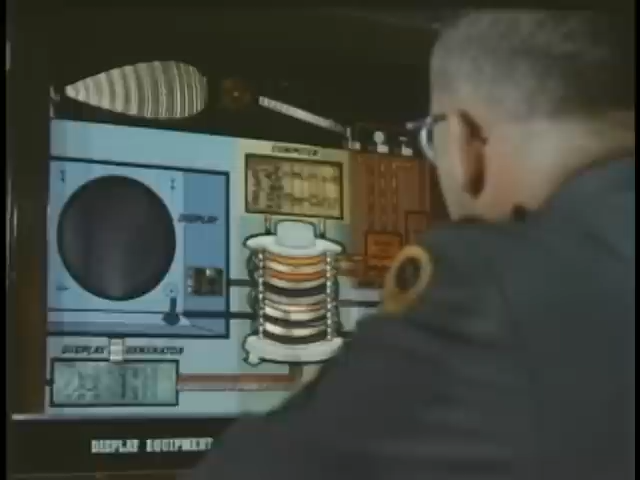 COMPUTER
DISPLAY
DISPLAY GENERATOR
DISPLAY EQUIPMENT